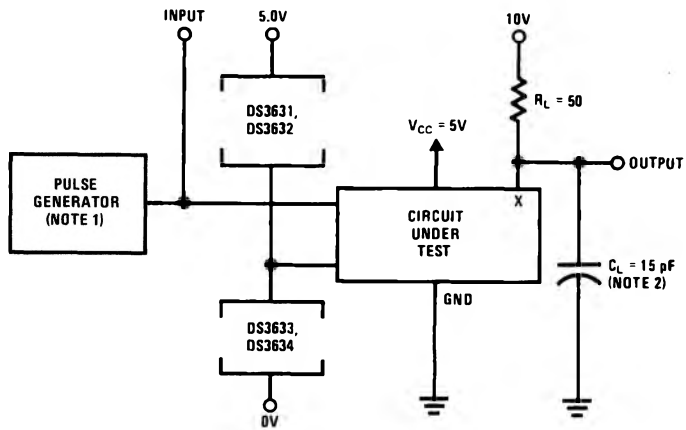 INPUT
5.0V
10V
DS3631,
DS3632
R_L = 50
V_CC = 5V
OUTPUT
PULSE
GENERATOR
(NOTE 1)
X
CIRCUIT
UNDER
TEST
C_L = 15 pF
(NOTE 2)
GND
DS3633,
DS3634
0V